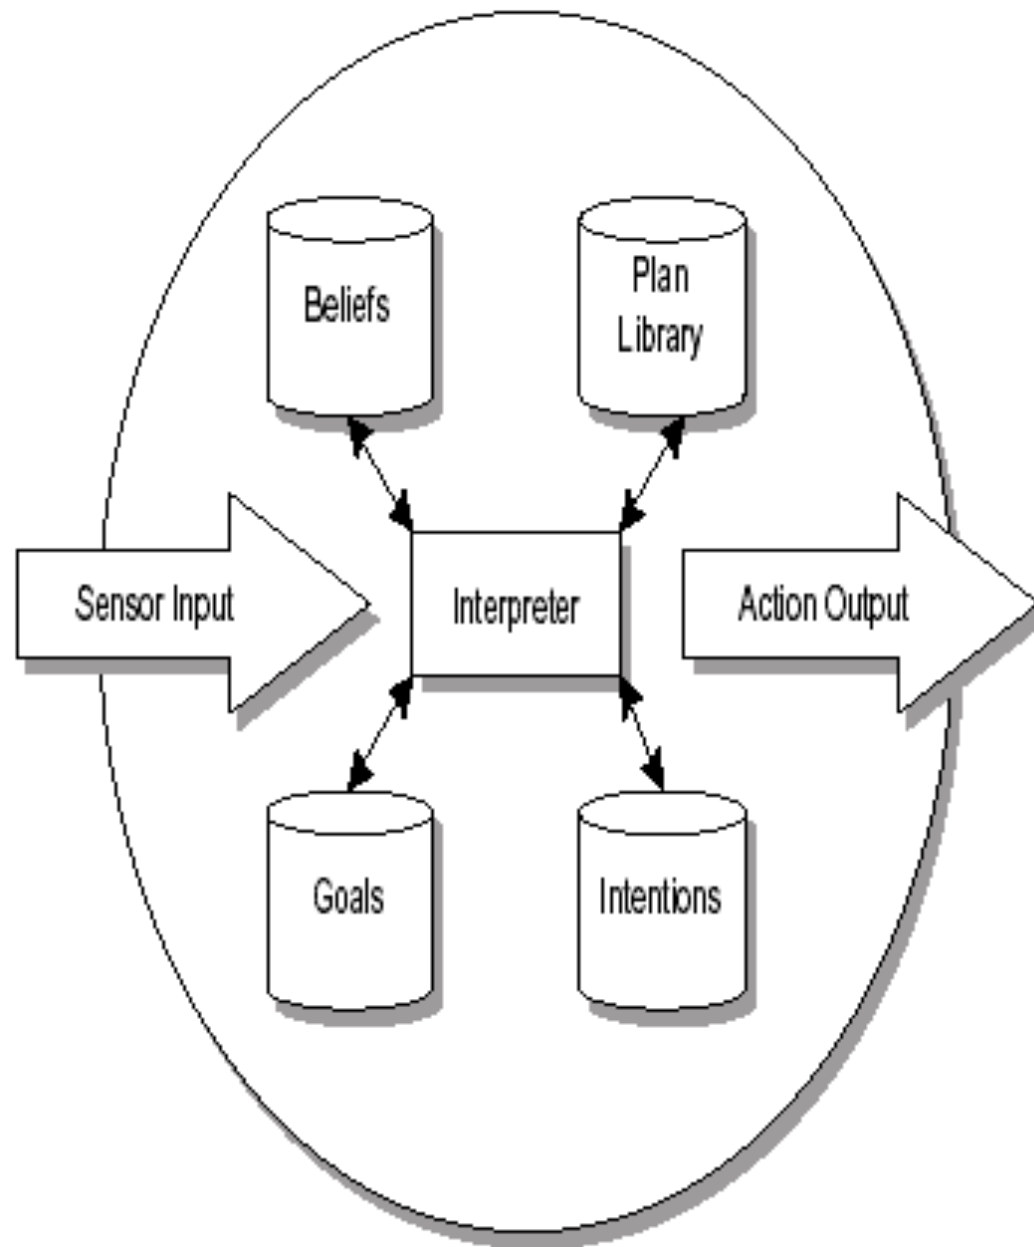 Beliefs
Plan
Library
Sensor Input
Interpreter
Action Output
Goals
Intentions